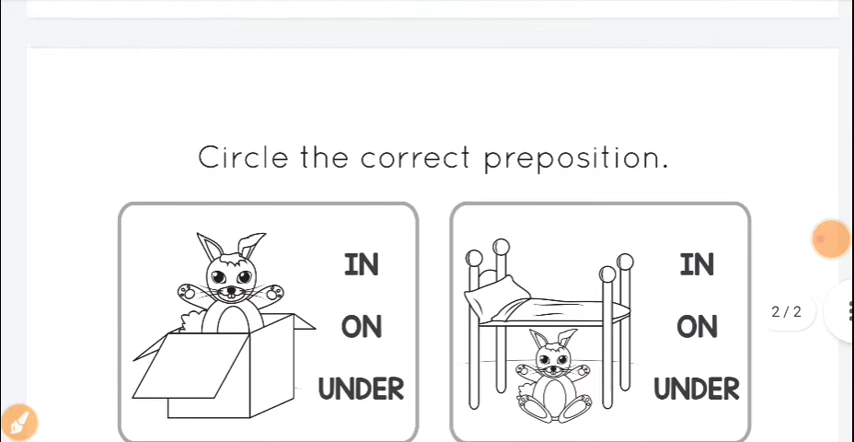 Circle the correct preposition.
IN
ON
UNDER
IN
ON
UNDER
2 / 2